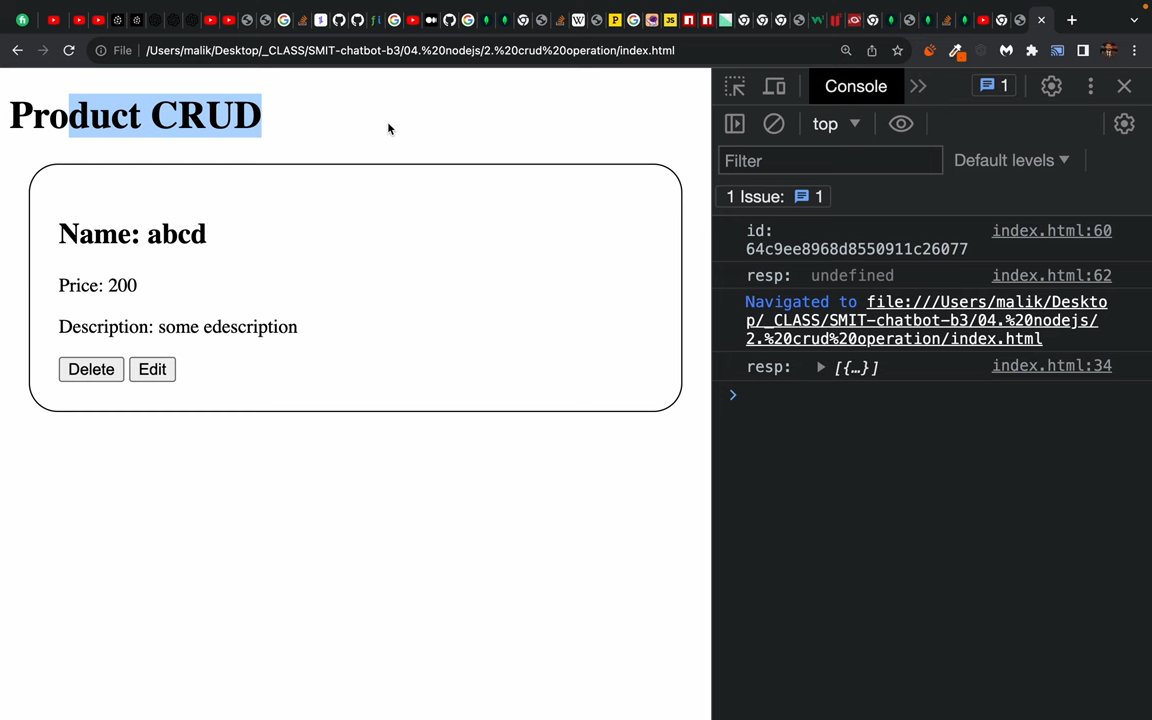 File /Users/malik/Desktop/_CLASS/SMIT-chatbot-b3/04.%20nodejs/2.%20crud%20operation/index.html
Product CRUD
Name: abcd
Price: 200
Description: some edescription
Delete Edit
Console 1
top
Filter Default levels
1 Issue: 1
id: index.html:60
64c9ee8968d8550911c26077
resp: undefined index.html:62
Navigated to file:///Users/malik/Deskto
p/_CLASS/SMIT-chatbot-b3/04.%20nodejs/
2.%20crud%20operation/index.html
resp: [{…}] index.html:34